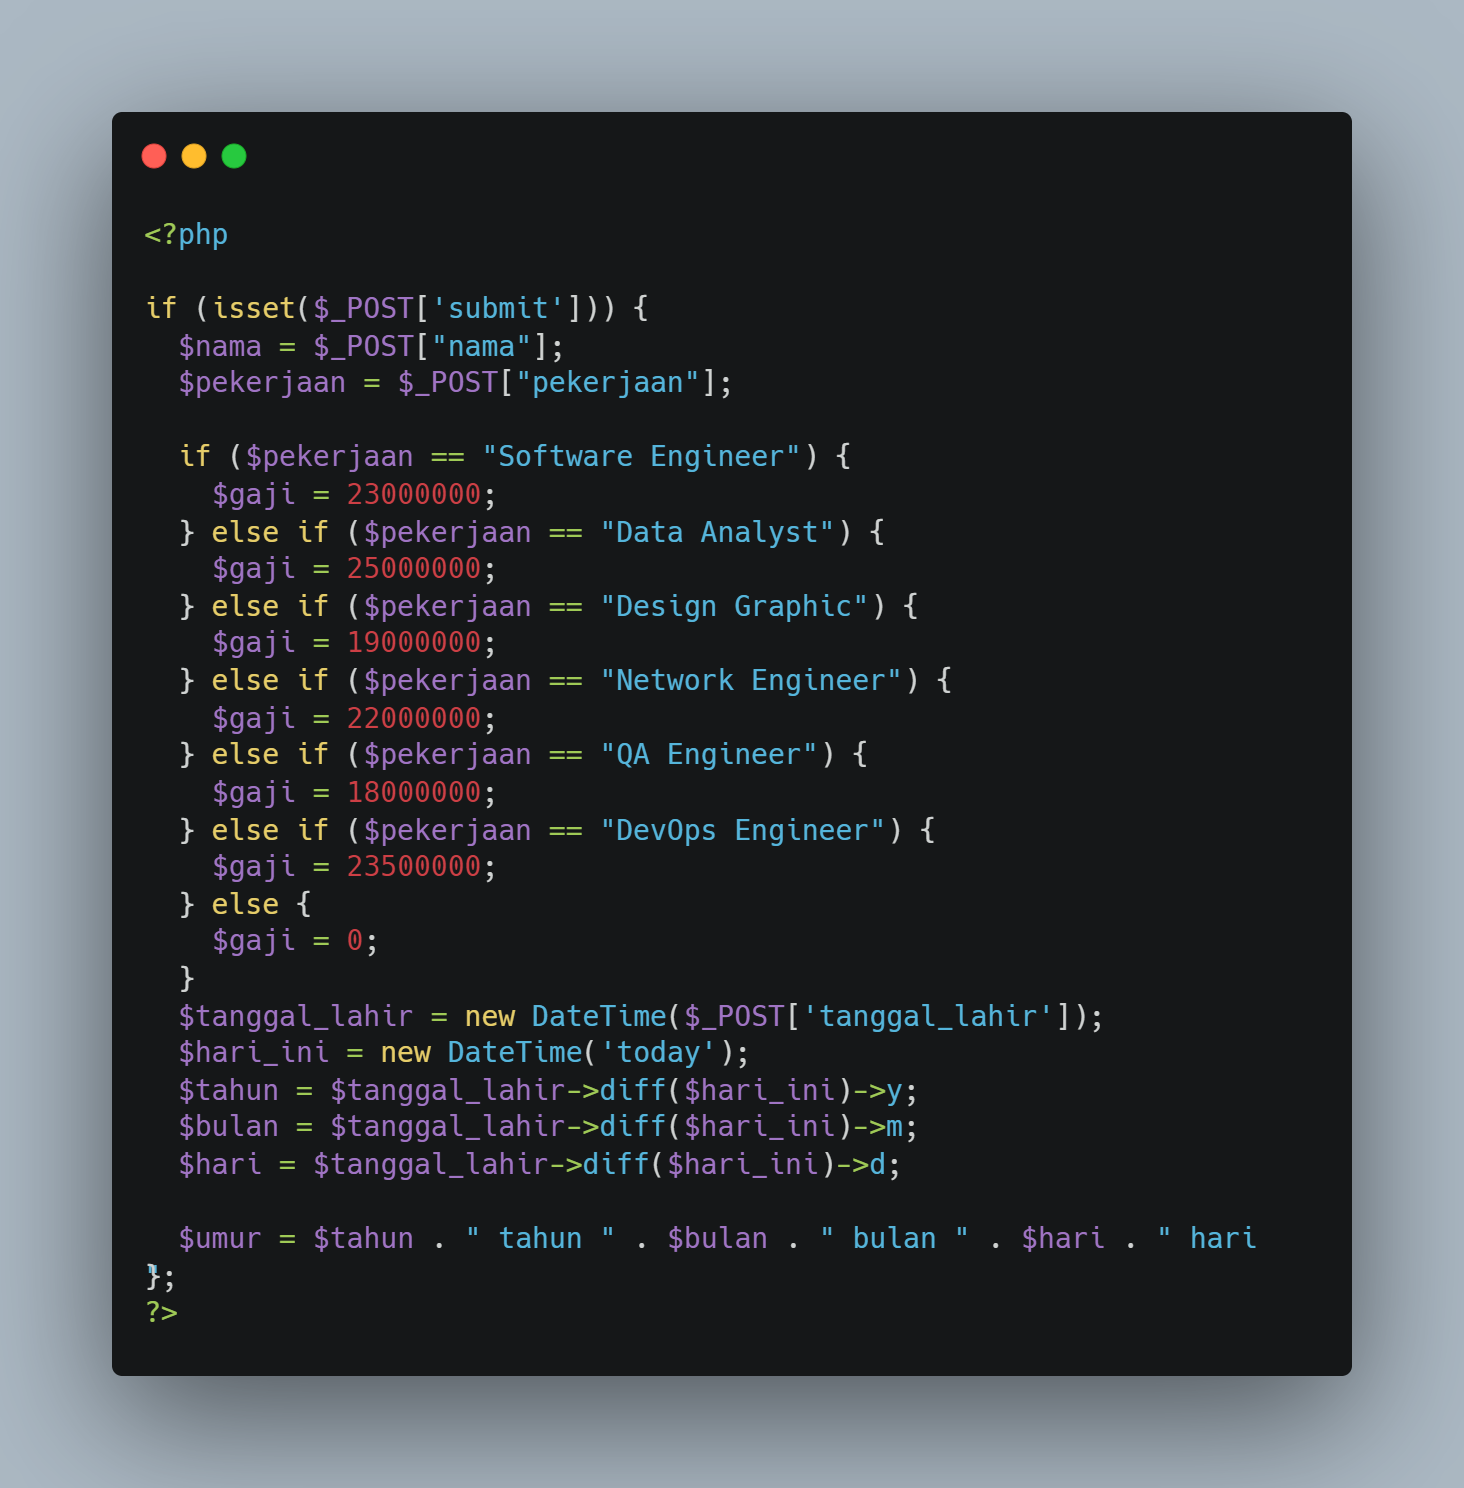 <?php

if (isset($_POST['submit'])) {
  $nama = $_POST["nama"];
  $pekerjaan = $_POST["pekerjaan"];

  if ($pekerjaan == "Software Engineer") {
    $gaji = 23000000;
  } else if ($pekerjaan == "Data Analyst") {
    $gaji = 25000000;
  } else if ($pekerjaan == "Design Graphic") {
    $gaji = 19000000;
  } else if ($pekerjaan == "Network Engineer") {
    $gaji = 22000000;
  } else if ($pekerjaan == "QA Engineer") {
    $gaji = 18000000;
  } else if ($pekerjaan == "DevOps Engineer") {
    $gaji = 23500000;
  } else {
    $gaji = 0;
  }
  $tanggal_lahir = new DateTime($_POST['tanggal_lahir']);
  $hari_ini = new DateTime('today');
  $tahun = $tanggal_lahir->diff($hari_ini)->y;
  $bulan = $tanggal_lahir->diff($hari_ini)->m;
  $hari = $tanggal_lahir->diff($hari_ini)->d;

  $umur = $tahun . " tahun " . $bulan . " bulan " . $hari . " hari
";
}
?>